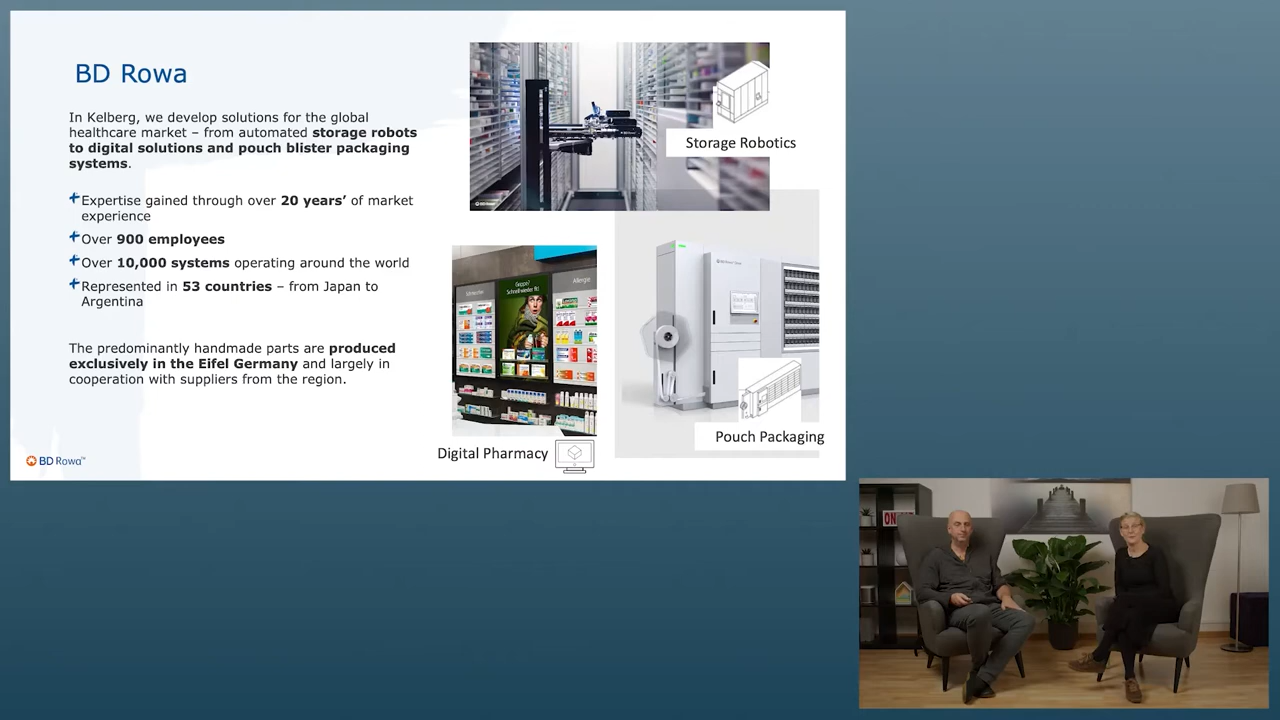 BD Rowa
In Kelberg, we develop solutions for the global
healthcare market – from automated storage robots
to digital solutions and pouch blister packaging
systems.
Expertise gained through over 20 years’ of market
experience
Over 900 employees
Over 10,000 systems operating around the world
Represented in 53 countries – from Japan to
Argentina
The predominantly handmade parts are produced
exclusively in the Eifel Germany and largely in
cooperation with suppliers from the region.
BD Rowa™
Storage Robotics
Digital Pharmacy
Pouch Packaging
ON